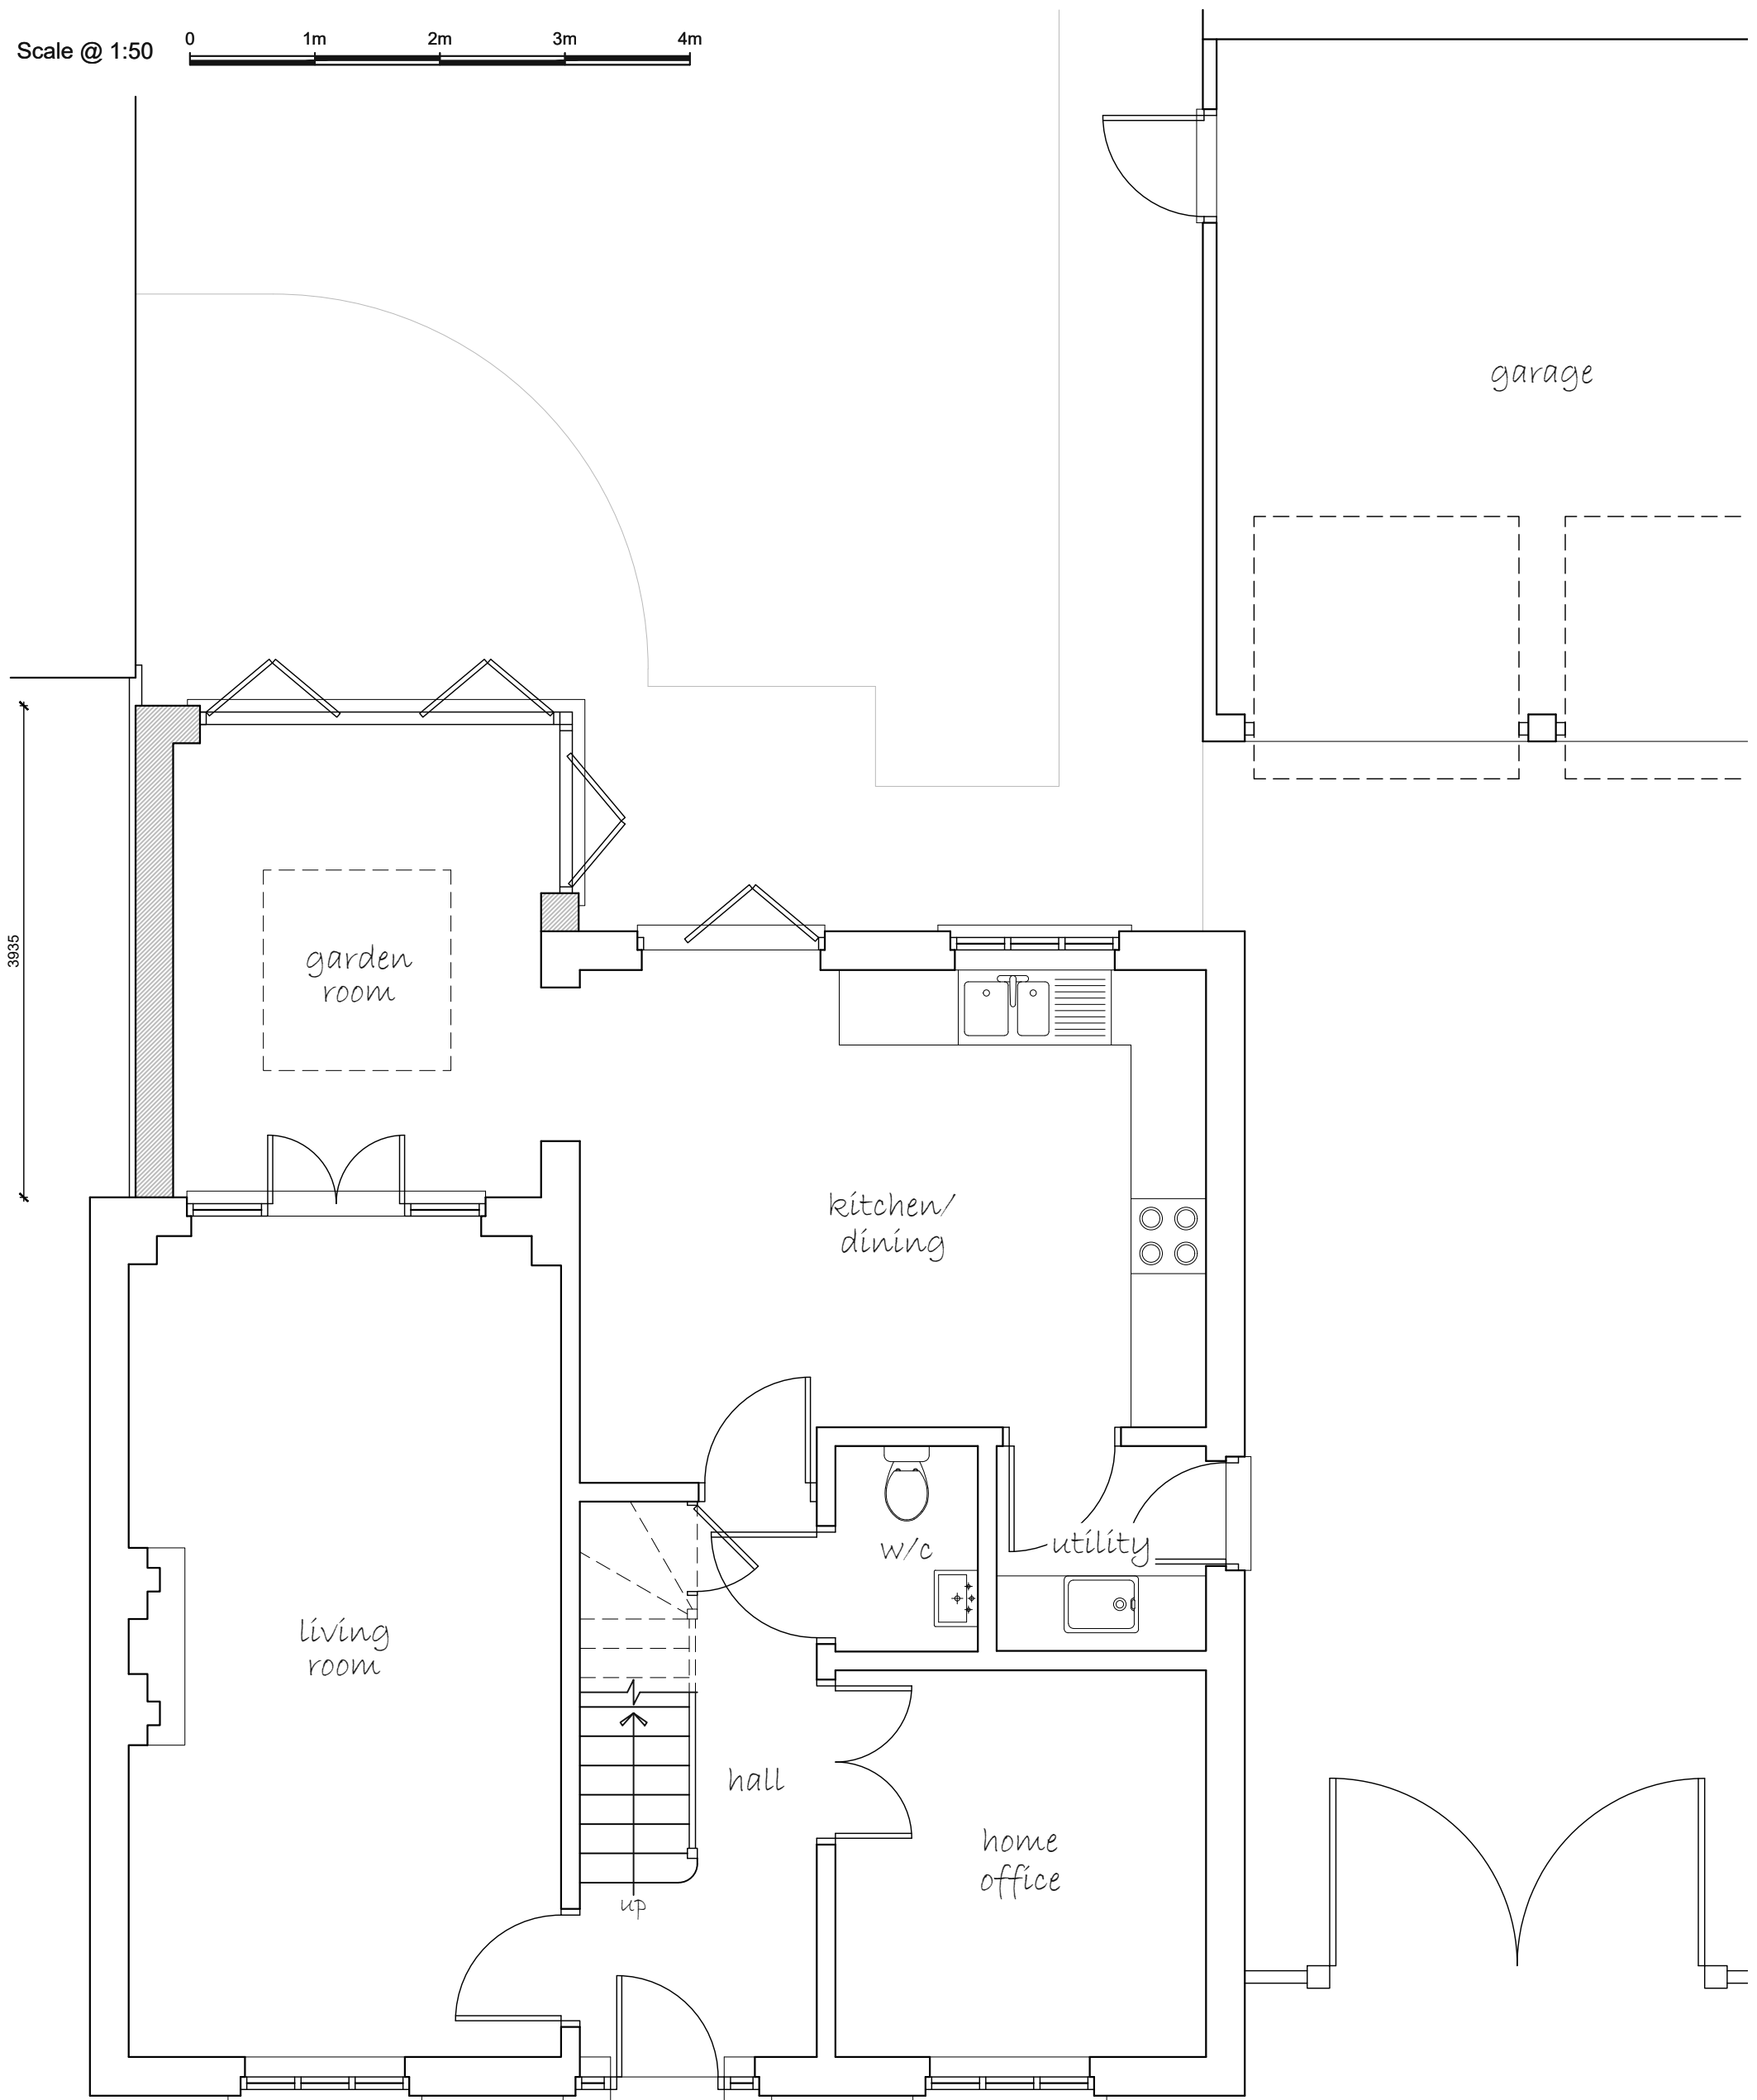 Scale @ 1:50
0 1m 2m 3m 4m
garage
3935
garden
room
kitchen/
dining
w/c
utility
living
room
hall
home
office
up